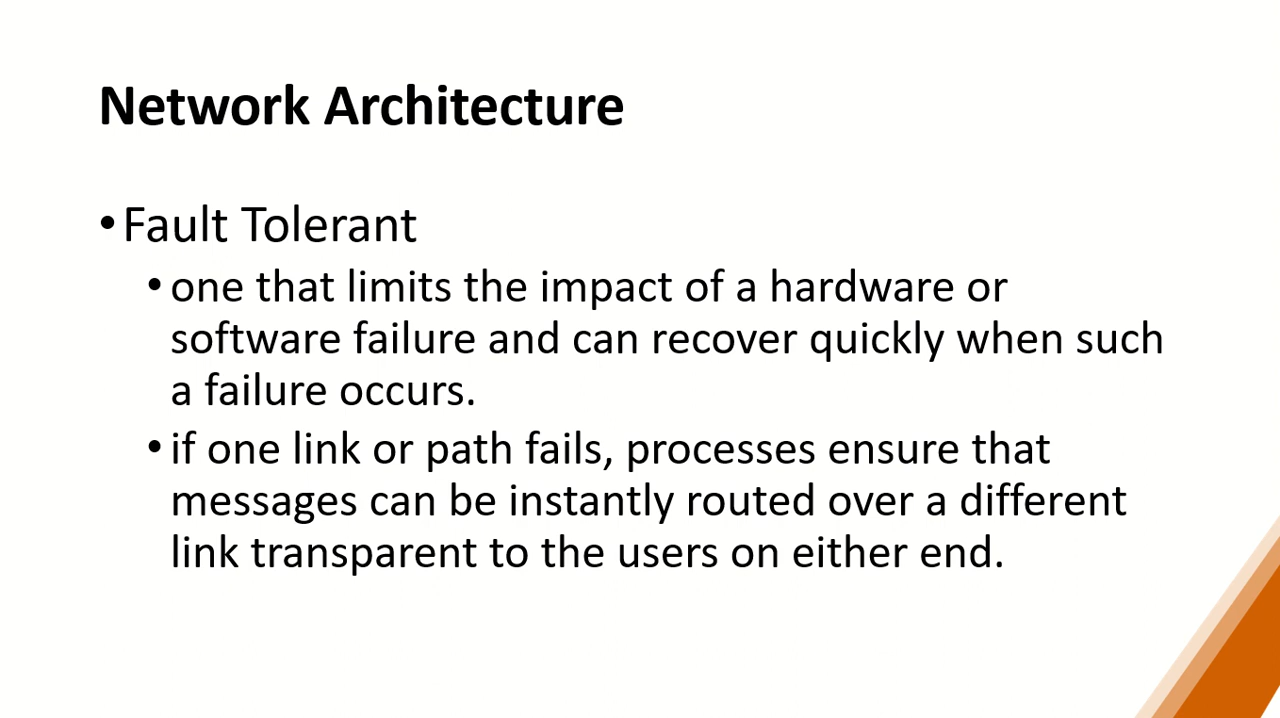 Network Architecture
•Fault Tolerant
•one that limits the impact of a hardware or
software failure and can recover quickly when such
a failure occurs.
•if one link or path fails, processes ensure that
messages can be instantly routed over a different
link transparent to the users on either end.